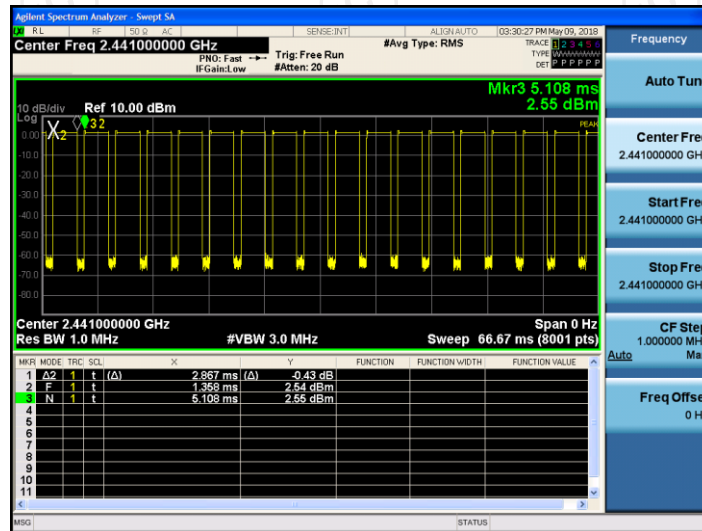 Agilent Spectrum Analyzer - Swept SA
RL RF 50 Ω AC SENSE:INT ALIGNAUTO 03:30:27 PM May 09, 2018
Center Freq 2.441000000 GHz #Avg Type: RMS TRACE 1 2 3 4 5 6
PNO: Fast Trig: Free Run TYPE WWWWWW
IFGain:Low #Atten: 20 dB DET P P P P P P
Mkr3 5.108 ms
10 dB/div Ref 10.00 dBm 2.55 dBm
Log
X2 3 2 PEAK
0.00
-10.0
-20.0
-30.0
-40.0
-50.0
-60.0
-70.0
-80.0
Center 2.441000000 GHz Span 0 Hz
Res BW 1.0 MHz #VBW 3.0 MHz Sweep 66.67 ms (8001 pts)
MKR MODE TRC SCL X Y FUNCTION FUNCTION WIDTH FUNCTION VALUE
1 Δ2 1 t (Δ) 2.867 ms (Δ) -0.43 dB
2 F 1 t 1.358 ms 2.54 dBm
3 N 1 t 5.108 ms 2.55 dBm
4
5
6
7
8
9
10
11
MSG STATUS
Frequency
Auto Tun
Center Fre
2.441000000 GH
Start Fre
2.441000000 GH
Stop Fre
2.441000000 GH
CF Ste
1.000000 MH
Auto Ma
Freq Offse
0 H